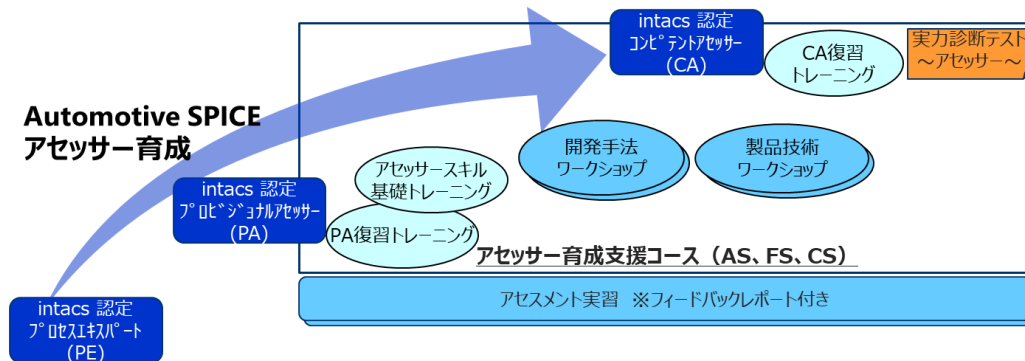 intacs 認定
ｺﾝﾋﾟﾃﾝﾄｱｾｯｻｰ
(CA)
CA復習
トレーニング
実力診断テスト
～アセッサー～
Automotive SPICE
アセッサー育成
開発手法
ワークショップ
製品技術
ワークショップ
アセッサースキル
基礎トレーニング
intacs 認定
ﾌﾟﾛﾋﾞｼﾞｮﾅﾙｱｾｯｻｰ
(PA)
PA復習トレーニング
アセッサー育成支援コース（AS、FS、CS）
アセスメント実習 ※フィードバックレポート付き
intacs 認定
ﾌﾟﾛｾｽｴｷｽﾊﾟｰﾄ
(PE)